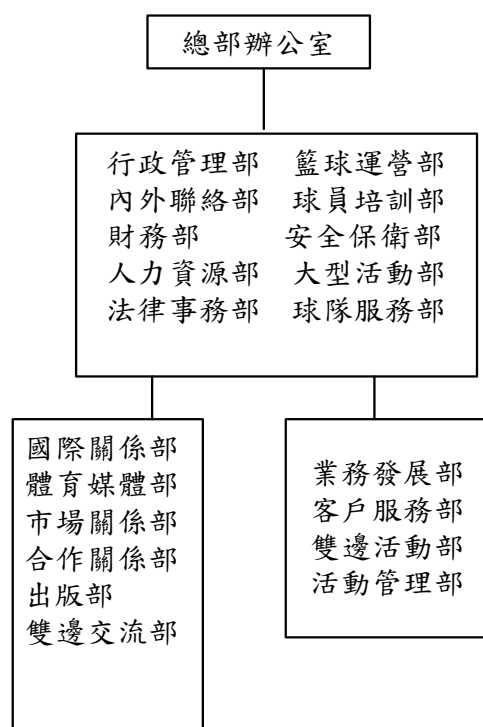 總部辦公室
行政管理部 籃球運營部
內外聯絡部 球員培訓部
財務部 安全保衛部
人力資源部 大型活動部
法律事務部 球隊服務部
國際關係部
體育媒體部
市場關係部
合作關係部
出版部
雙邊交流部
業務發展部
客戶服務部
雙邊活動部
活動管理部